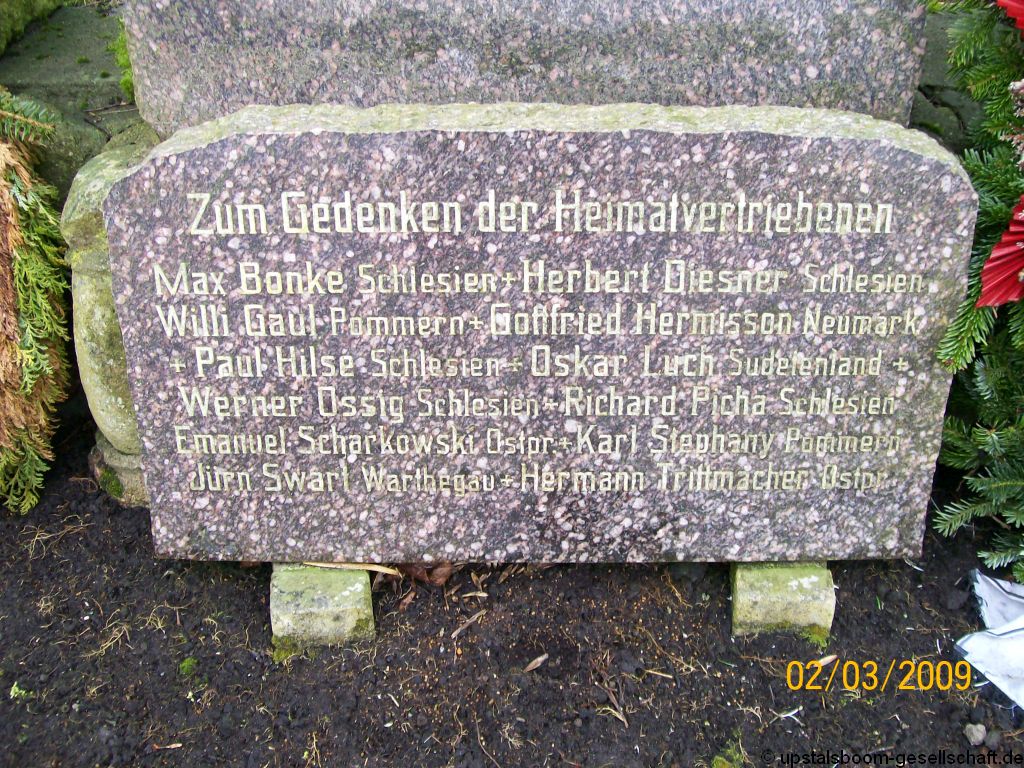 Zum Gedenken der Heimatvertriebenen
Max Bonke Schlesien + Herbert Diesner Schlesien
Willi Gaul Pommern + Gottfried Hermisson Neumark
+ Paul Hilse Schlesien + Oskar Luch Sudetenland +
Werner Ossig Schlesien + Richard Picha Schlesien
Emanuel Scharkowski Ostpr. + Karl Stephany Pommern
Jürn Swart Warthegau + Hermann Trittmacher Ostpr.
02/03/2009
© upstalsboom-gesellschaft.de